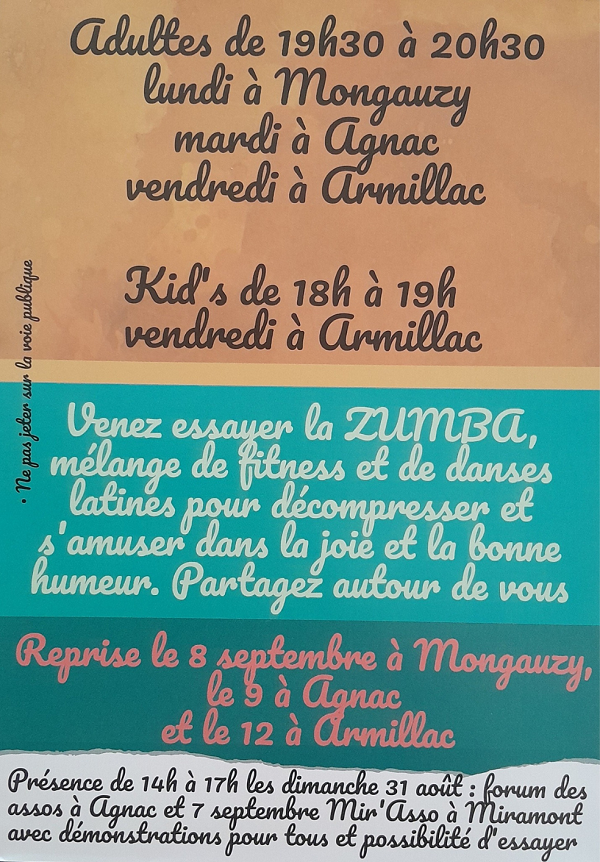 Adultes de 19h30 à 20h30
lundi à Mongauzy
mardi à Agnac
vendredi à Armillac
Kid's de 18h à 19h
vendredi à Armillac
• Ne pas jeter sur la voie publique
Venez essayer la ZUMBA,
mélange de fitness et de danses
latines pour décompresser et
s'amuser dans la joie et la bonne
humeur. Partagez autour de vous
Reprise le 8 septembre à Mongauzy,
le 9 à Agnac
et le 12 à Armillac
Présence de 14h à 17h les dimanche 31 août : forum des
assos à Agnac et 7 septembre Mir'Asso à Miramont
avec démonstrations pour tous et possibilité d'essayer